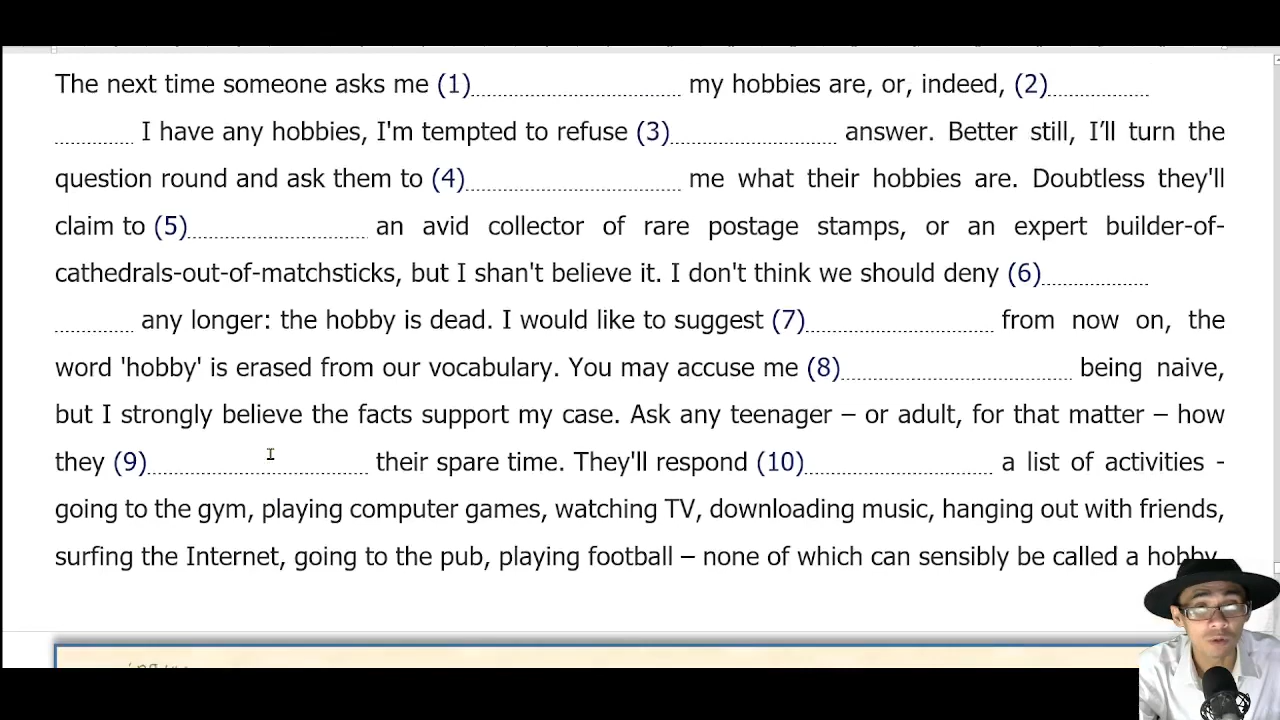 The next time someone asks me (1) my hobbies are, or, indeed, (2)
I have any hobbies, I'm tempted to refuse (3) answer. Better still, I'll turn the
question round and ask them to (4) me what their hobbies are. Doubtless they'll
claim to (5) an avid collector of rare postage stamps, or an expert builder-of-
cathedrals-out-of-matchsticks, but I shan't believe it. I don't think we should deny (6)
any longer: the hobby is dead. I would like to suggest (7) from now on, the
word 'hobby' is erased from our vocabulary. You may accuse me (8) being naive,
but I strongly believe the facts support my case. Ask any teenager – or adult, for that matter – how
they (9) their spare time. They'll respond (10) a list of activities -
going to the gym, playing computer games, watching TV, downloading music, hanging out with friends,
surfing the Internet, going to the pub, playing football – none of which can sensibly be called a hobby.